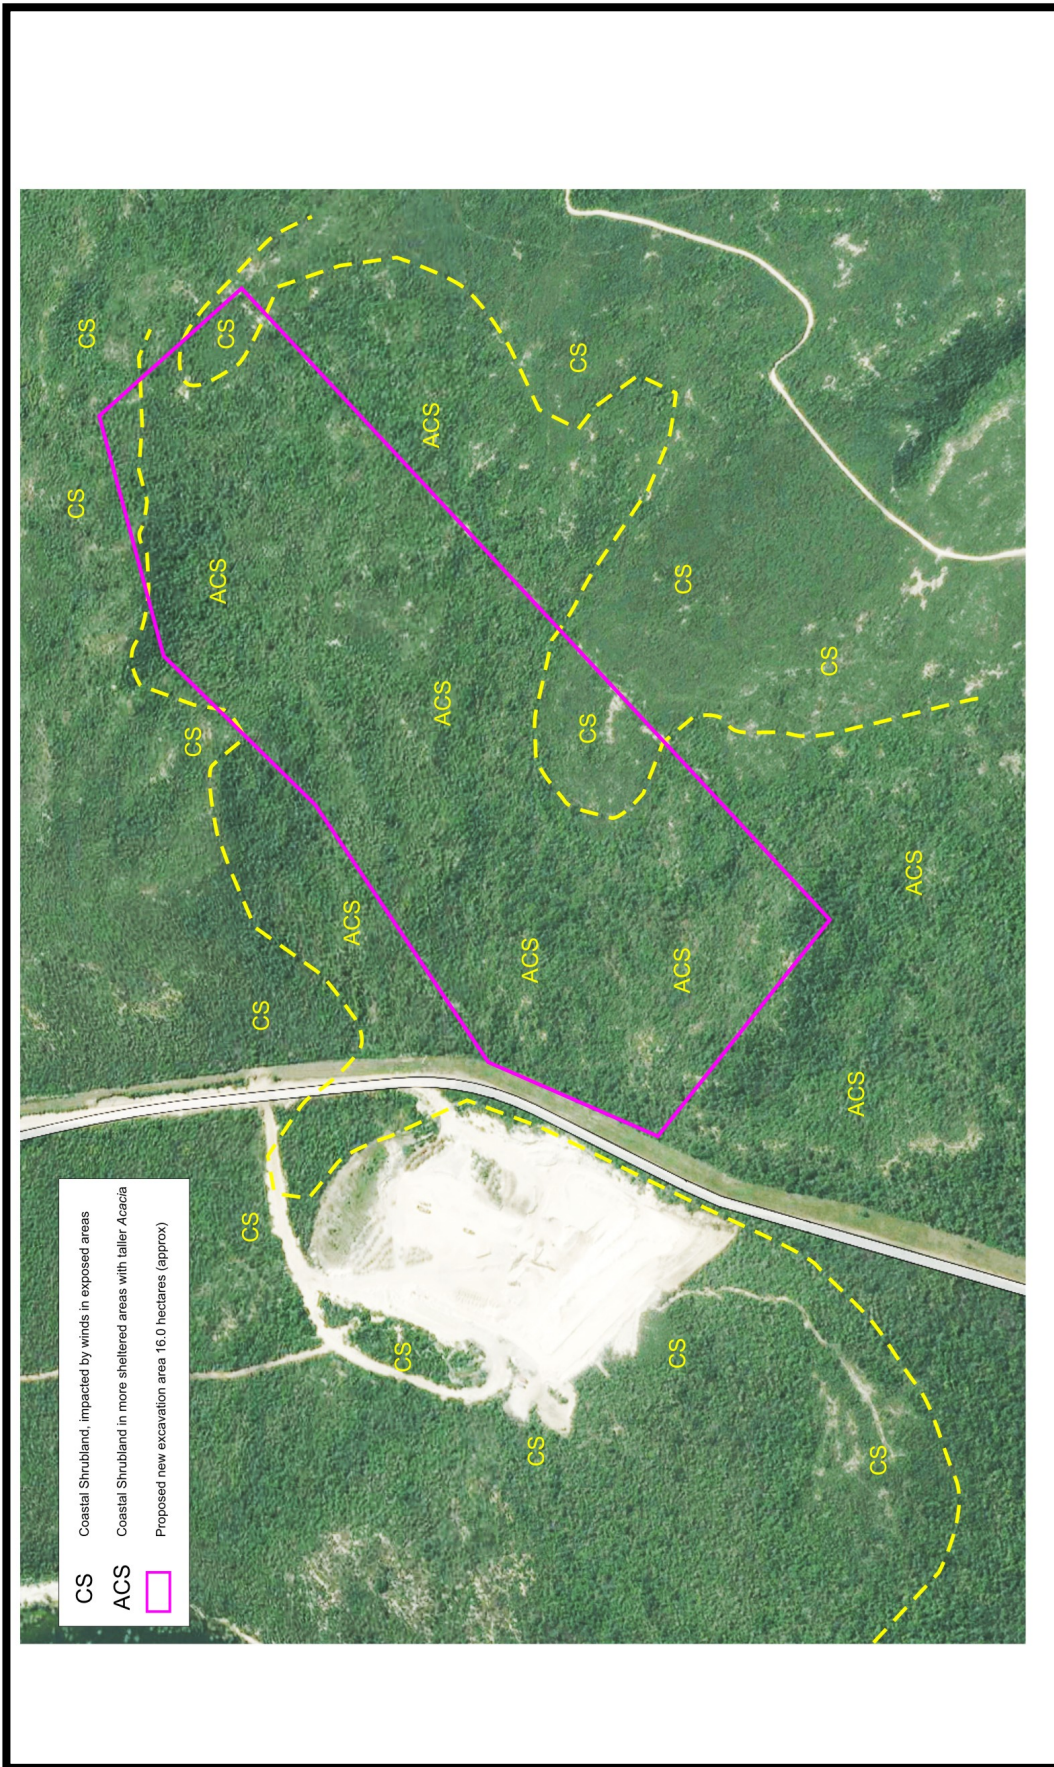 CS Coastal Shrubland, impacted by winds in exposed areas
ACS Coastal Shrubland in more sheltered areas with taller Acacia
Proposed new excavation area 16.0 hectares (approx)
CS
CS
CS
ACS
CS
CS
CS
ACS
CS
ACS
ACS
CS
ACS
CS
CS
CS
ACS
CS
CS
ACS
CS
ACS